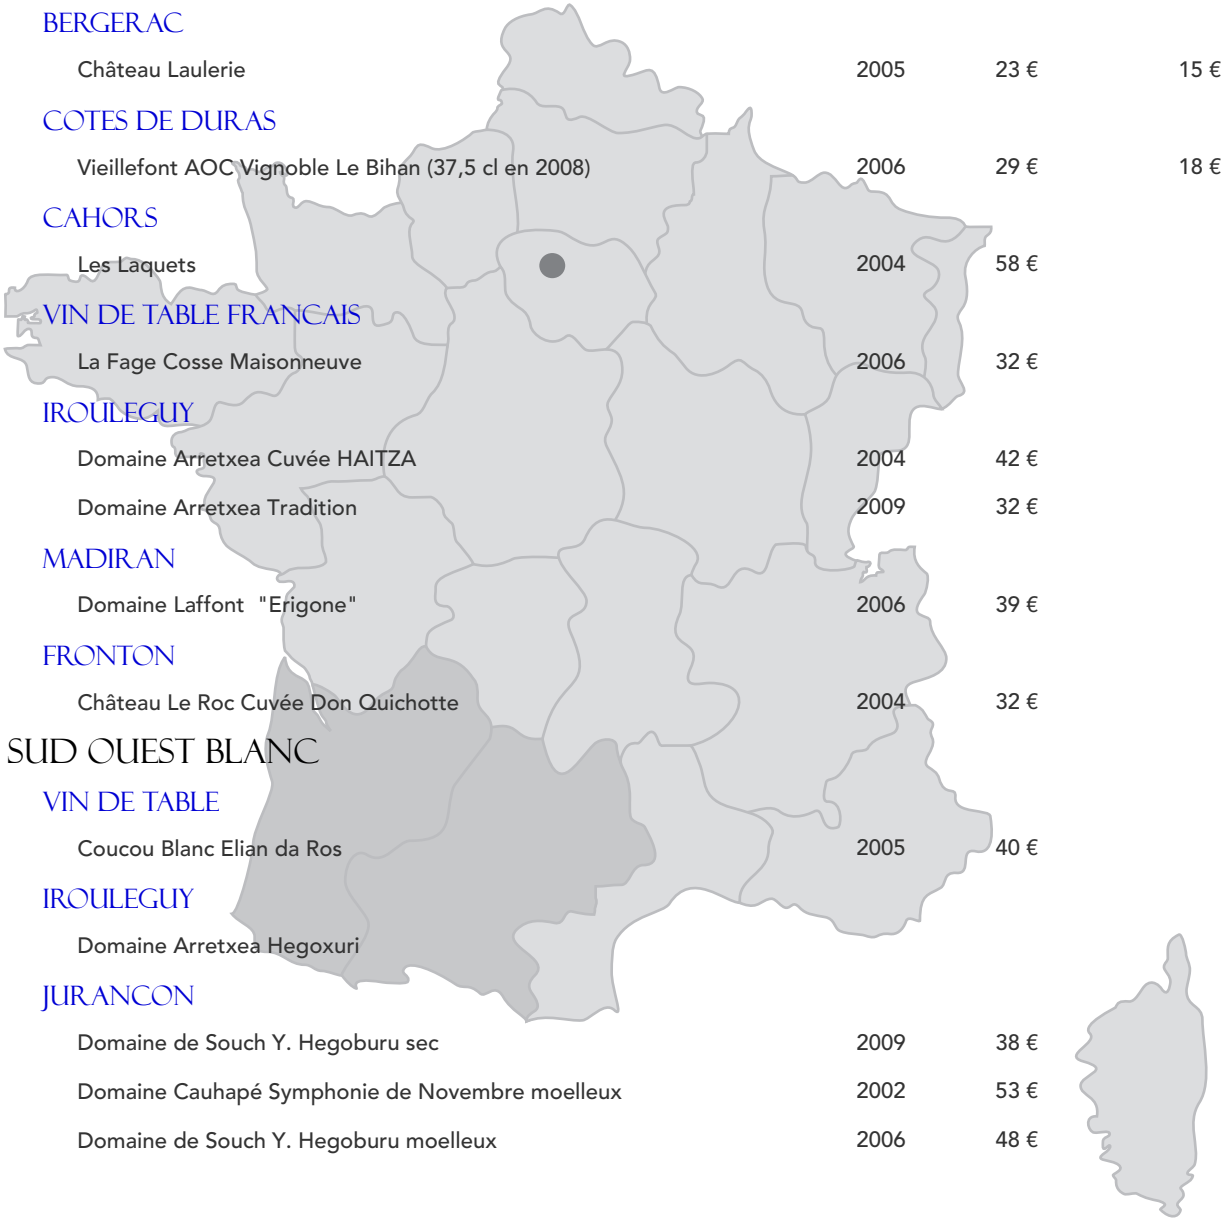 BERGERAC
Château Laulerie 2005 23 € 15 €
COTES DE DURAS
Vieillefont AOC Vignoble Le Bihan (37,5 cl en 2008) 2006 29 € 18 €
CAHORS
Les Laquets 2004 58 €
VIN DE TABLE FRANCAIS
La Fage Cosse Maisonneuve 2006 32 €
IROULEGUY
Domaine Arretxea Cuvée HAITZA 2004 42 €
Domaine Arretxea Tradition 2009 32 €
MADIRAN
Domaine Laffont "Erigone" 2006 39 €
FRONTON
Château Le Roc Cuvée Don Quichotte 2004 32 €
SUD OUEST BLANC
VIN DE TABLE
Coucou Blanc Elian da Ros 2005 40 €
IROULEGUY
Domaine Arretxea Hegoxuri
JURANCON
Domaine de Souch Y. Hegoburu sec 2009 38 €
Domaine Cauhapé Symphonie de Novembre moelleux 2002 53 €
Domaine de Souch Y. Hegoburu moelleux 2006 48 €